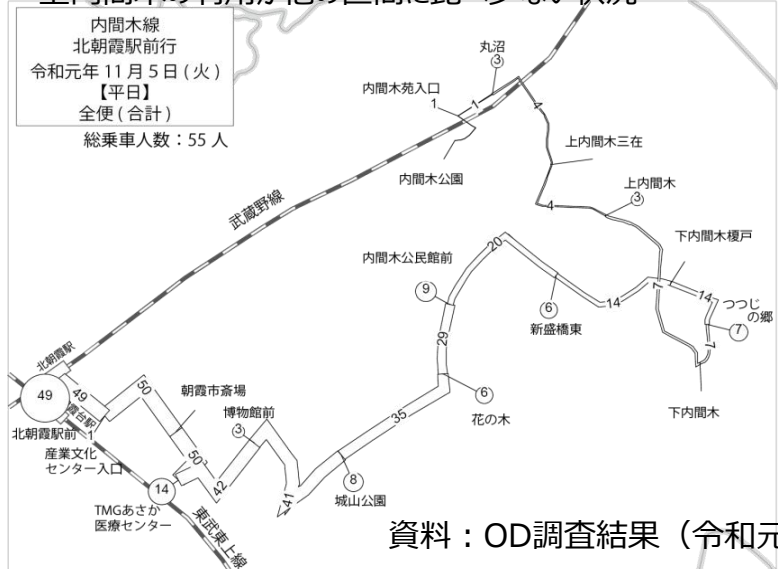 内間木線
北朝霞駅前行
令和元年11月5日(火)
【平日】
全便(合計)
総乗車人数：55人
丸沼
3
内間木苑入口
1
1
4
内間木公園
上内間木三在
武蔵野線
上内間木
3
4
内間木公民館前
20
下内間木榎戸
9
7
14
つつじの郷
6
新盛橋東
14
7
7
29
北朝霞駅
朝霞市斎場
6
花の木
下内間木
49
49
50
博物館前
3
35
北朝霞駅前
1
産業文化
センター入口
50
8
城山公園
42
41
14
TMGあさか
医療センター
東武東上線
資料：OD調査結果（令和元